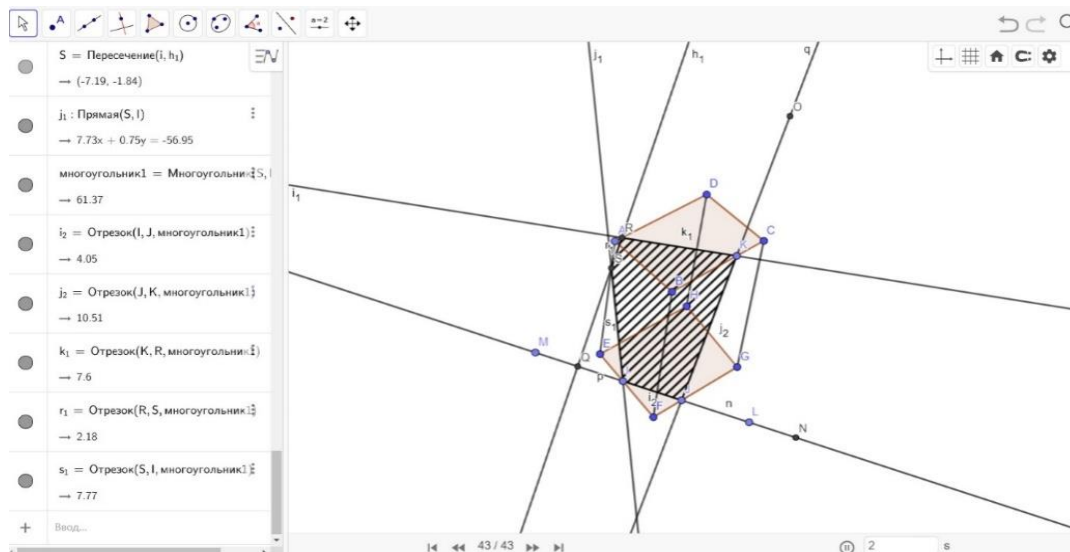 A
a=2
S = Пересечение(i, h₁)
→ (-7.19, -1.84)
j₁ : Прямая(S, I)
→ 7.73x + 0.75y = -56.95
многоугольник1 = Многоугольник(S, I
→ 61.37
i₂ = Отрезок(I, J, многоугольник1)
→ 4.05
j₂ = Отрезок(J, K, многоугольник1)
→ 10.51
k₁ = Отрезок(K, R, многоугольник1)
→ 7.6
r₁ = Отрезок(R, S, многоугольник1)
→ 2.18
s₁ = Отрезок(S, I, многоугольник1)
→ 7.77
+ Ввод...
j₁
h₁
q
O
D
i₁
A
R
k₁
C
K
S
B
H
s₁
j₂
E
M
Q
G
p
I
J
i₂
F
n
L
N
43 / 43
2 s